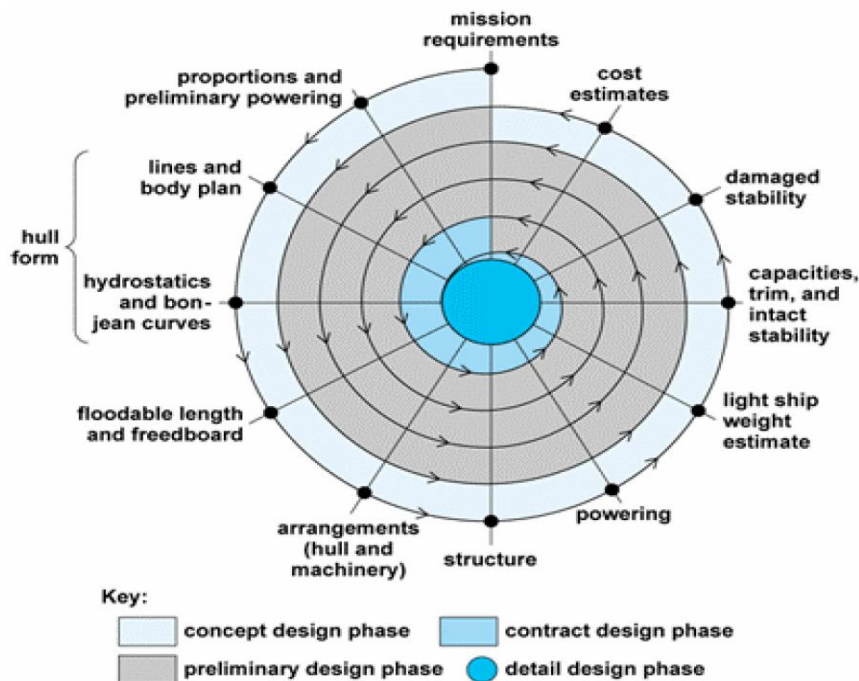 mission
requirements
cost
estimates
proportions and
preliminary powering
lines and
body plan
damaged
stability
hull
form
hydrostatics
and bon-
jean curves
capacities,
trim, and
intact
stability
floodable length
and freedboard
light ship
weight
estimate
arrangements
(hull and
machinery)
structure
powering
Key:
concept design phase
contract design phase
preliminary design phase
detail design phase